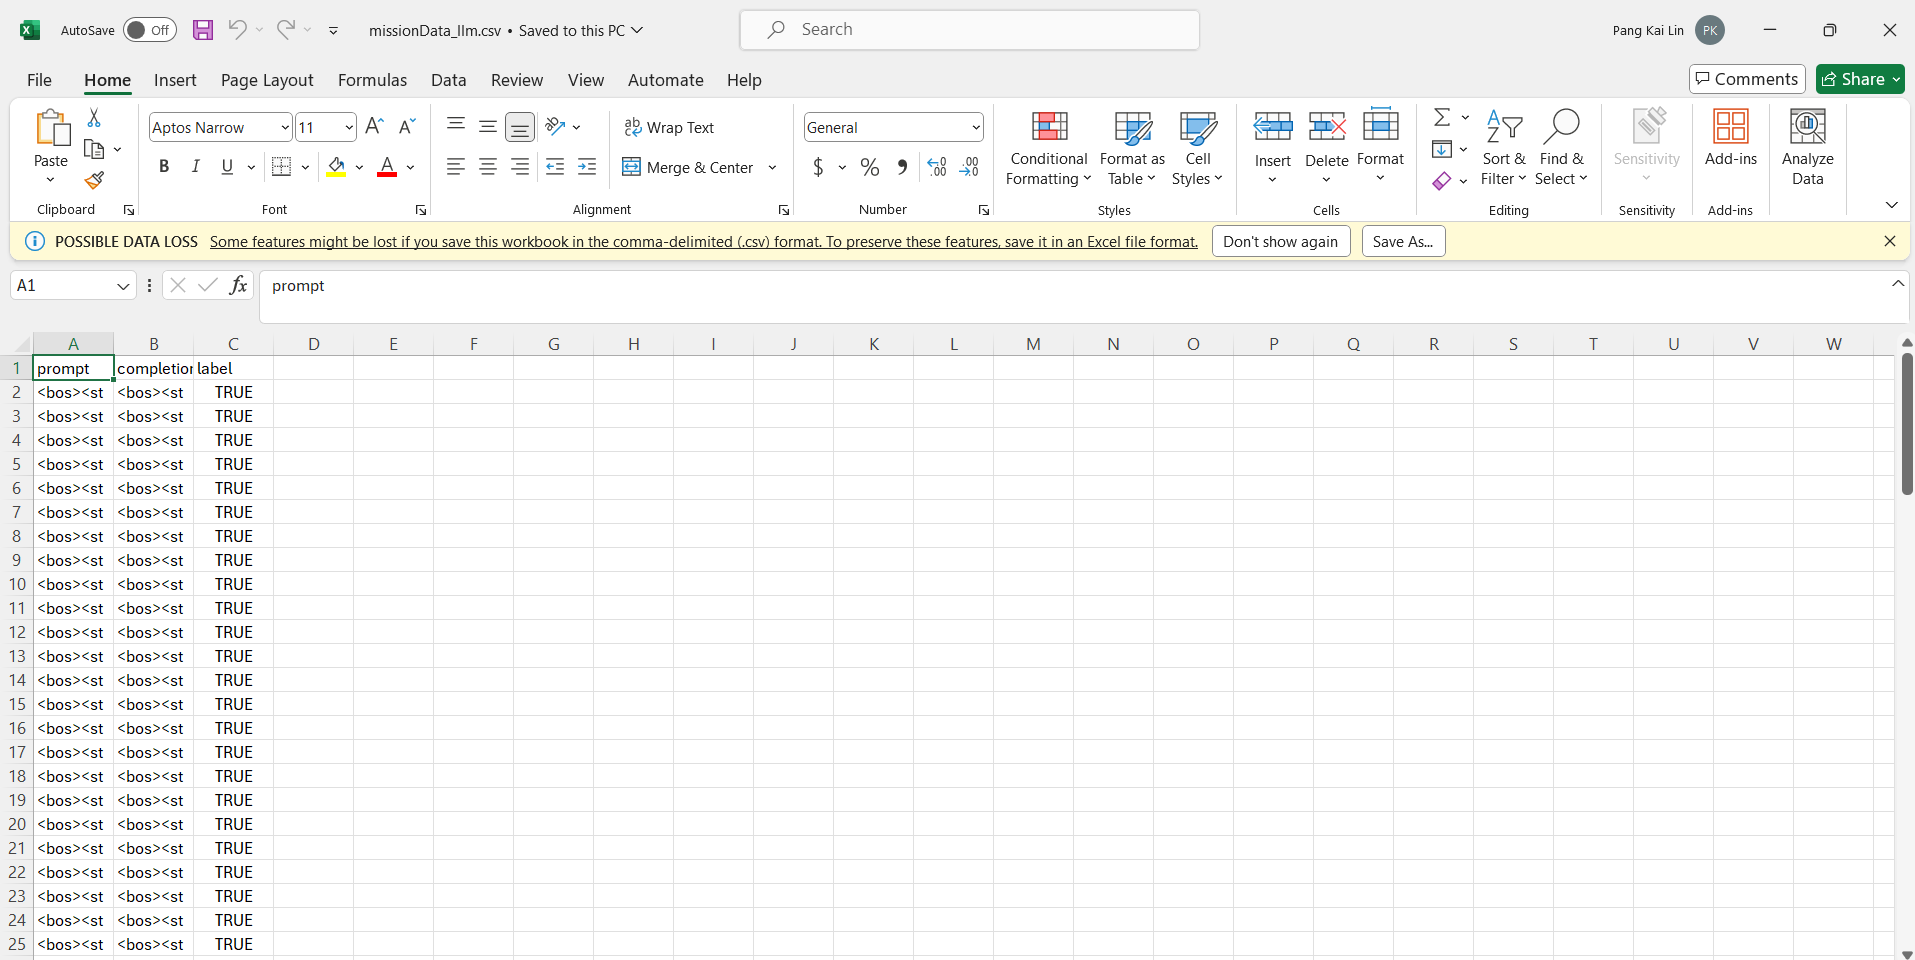 AutoSave Off missionData_llm.csv • Saved to this PC Search Pang Kai Lin PK
File Home Insert Page Layout Formulas Data Review View Automate Help Comments Share
Paste Aptos Narrow 11 Wrap Text General Conditional Formatting Format as Table Cell Styles Insert Delete Format Sort & Filter Find & Select Sensitivity Add-ins Analyze Data
B I U A Merge & Center $ % .00
Clipboard Font Alignment Number Styles Cells Editing Sensitivity Add-ins
POSSIBLE DATA LOSS Some features might be lost if you save this workbook in the comma-delimited (.csv) format. To preserve these features, save it in an Excel file format. Don't show again Save As...
A1 fx prompt
A B C D E F G H I J K L M N O P Q R S T U V W
1 prompt completion label
2 <bos><st <bos><st TRUE
3 <bos><st <bos><st TRUE
4 <bos><st <bos><st TRUE
5 <bos><st <bos><st TRUE
6 <bos><st <bos><st TRUE
7 <bos><st <bos><st TRUE
8 <bos><st <bos><st TRUE
9 <bos><st <bos><st TRUE
10 <bos><st <bos><st TRUE
11 <bos><st <bos><st TRUE
12 <bos><st <bos><st TRUE
13 <bos><st <bos><st TRUE
14 <bos><st <bos><st TRUE
15 <bos><st <bos><st TRUE
16 <bos><st <bos><st TRUE
17 <bos><st <bos><st TRUE
18 <bos><st <bos><st TRUE
19 <bos><st <bos><st TRUE
20 <bos><st <bos><st TRUE
21 <bos><st <bos><st TRUE
22 <bos><st <bos><st TRUE
23 <bos><st <bos><st TRUE
24 <bos><st <bos><st TRUE
25 <bos><st <bos><st TRUE